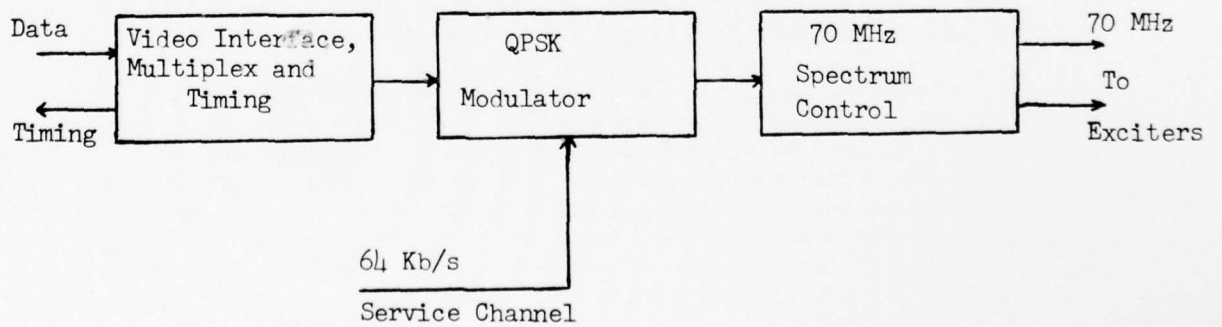 Data
Timing
Video Interface,
Multiplex and
Timing
QPSK
Modulator
70 MHz
Spectrum
Control
70 MHz
To
Exciters
64 Kb/s
Service Channel